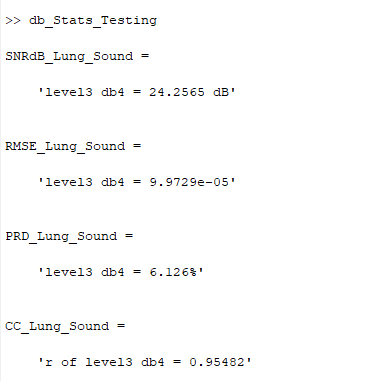 >> db_Stats_Testing
SNRdB_Lung_Sound =
'level3 db4 = 24.2565 dB'
RMSE_Lung_Sound =
'level3 db4 = 9.9729e-05'
PRD_Lung_Sound =
'level3 db4 = 6.126%'
CC_Lung_Sound =
'r of level3 db4 = 0.95482'